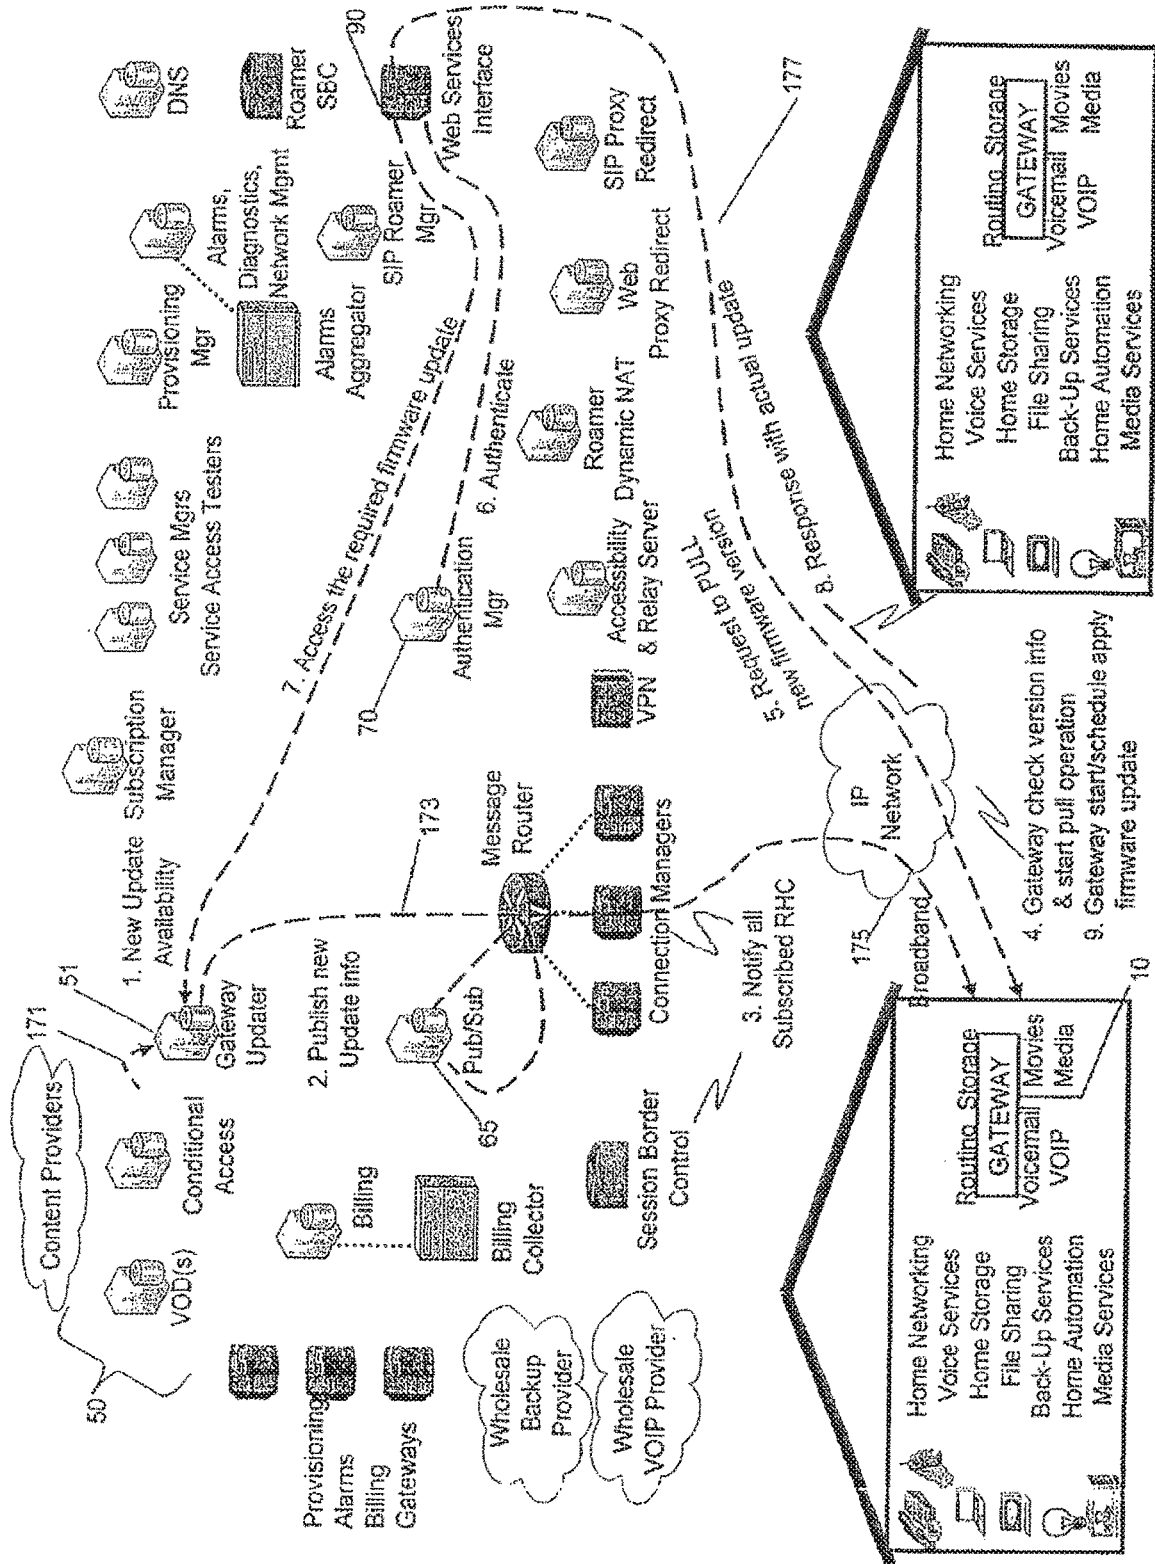 Content Providers
50
171
VOD(s)
Conditional
Access
51
Gateway
Updater
1. New Update
Availability
Subscription
Manager
Service Mgrs
Service Access Testers
Provisioning
Mgr
Alarms,
Diagnostics,
Network Mgmt
DNS
Provisioning
Alarms
Billing
Gateways
Billing
Billing
Collector
2. Publish new
Update info
Pub/Sub
65
173
Message
Router
7. Access the required firmware update
70
Authentication
Mgr
6. Authenticate
Alarms
Aggregator
SIP Roamer
Mgr
Roamer
SBC
90
Web Services
Interface
Wholesale
Backup
Provider
Wholesale
VOIP Provider
Session Border
Control
Connection Managers
3. Notify all
Subscribed RHC
VPN
Accessibility
& Relay Server
Roamer
Dynamic NAT
Web
Proxy Redirect
SIP Proxy
Redirect
5. Request to PULL
new firmware version
8. Response with actual update
177
IP
Network
175
Broadband
4. Gateway check version info
& start pull operation
9. Gateway start/schedule apply
firmware update
10
Home Networking
Voice Services
Home Storage
File Sharing
Back-Up Services
Home Automation
Media Services
Routing Storage
GATEWAY
Voicemail Movies
VOIP Media
Home Networking
Voice Services
Home Storage
File Sharing
Back-Up Services
Home Automation
Media Services
Routing Storage
GATEWAY
Voicemail Movies
VOIP Media